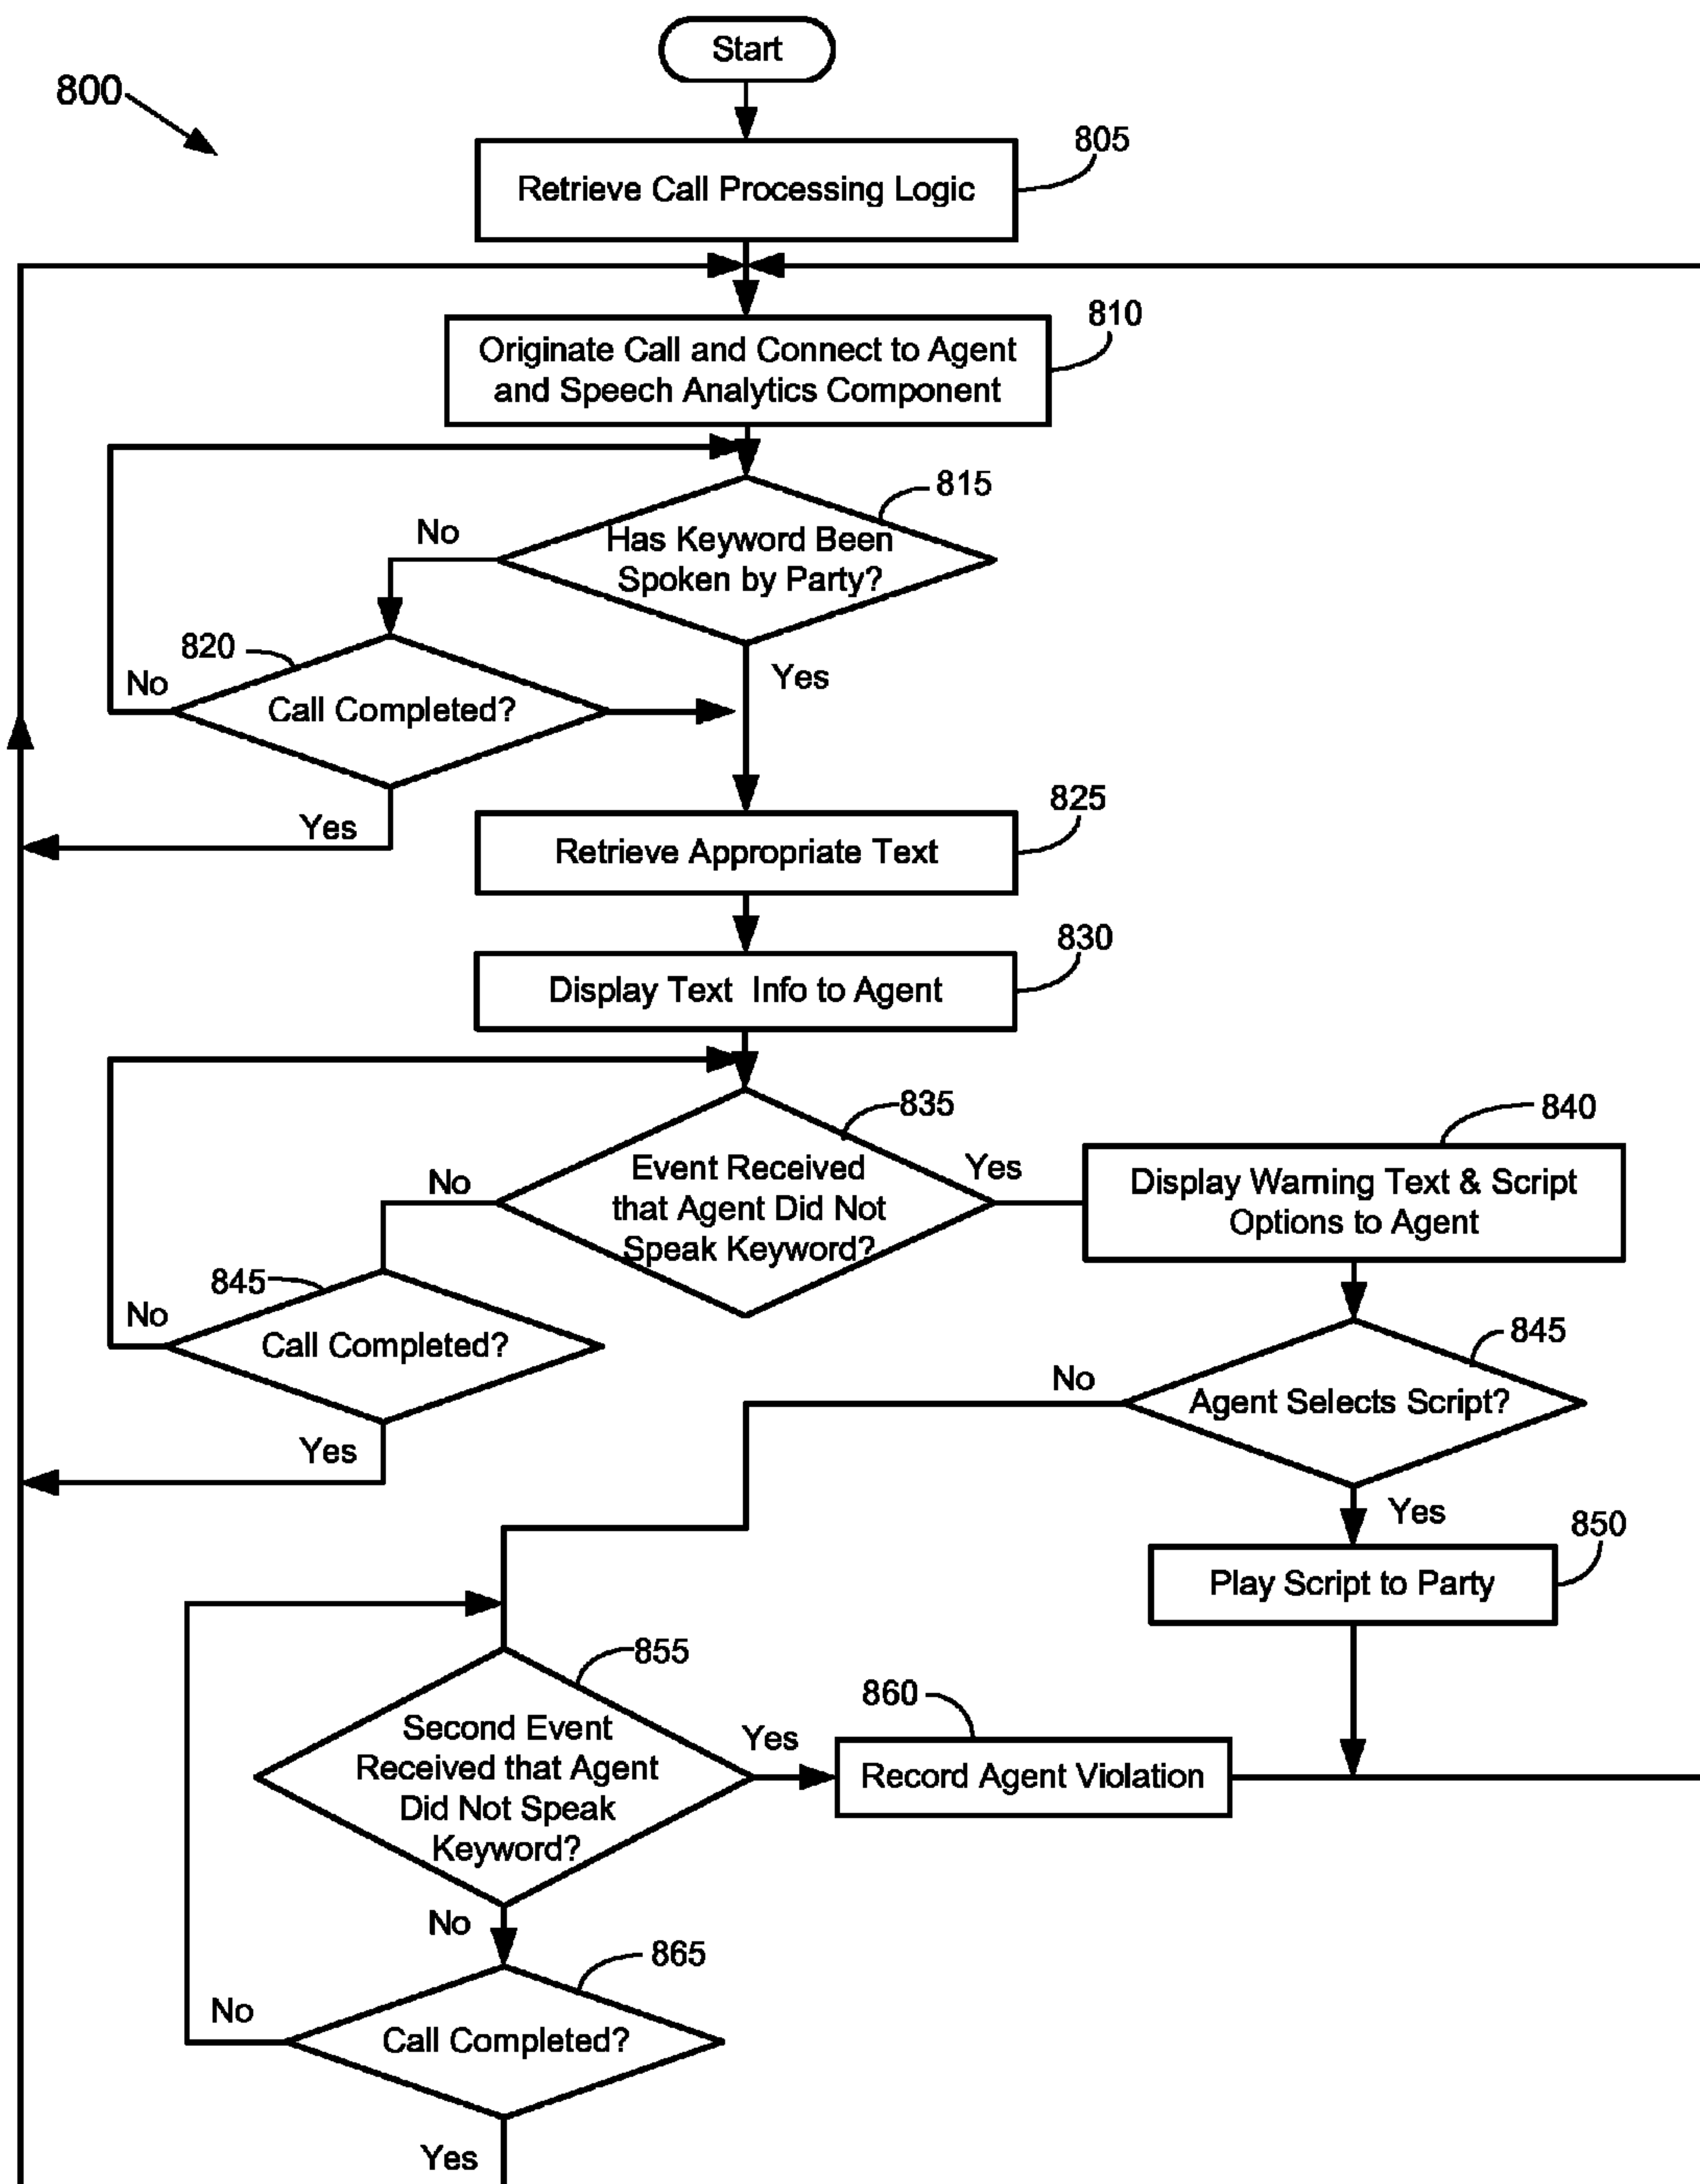 Start
800
805
Retrieve Call Processing Logic
810
Originate Call and Connect to Agent
and Speech Analytics Component
815
No
Has Keyword Been
Spoken by Party?
820
No
Yes
Call Completed?
Yes
825
Retrieve Appropriate Text
830
Display Text Info to Agent
835
840
No
Event Received
that Agent Did Not
Speak Keyword?
Yes
Display Warning Text & Script
Options to Agent
845
No
Call Completed?
Yes
845
No
Agent Selects Script?
Yes
850
Play Script to Party
855
860
Second Event
Received that Agent
Did Not Speak
Keyword?
Yes
Record Agent Violation
No
865
No
Call Completed?
Yes